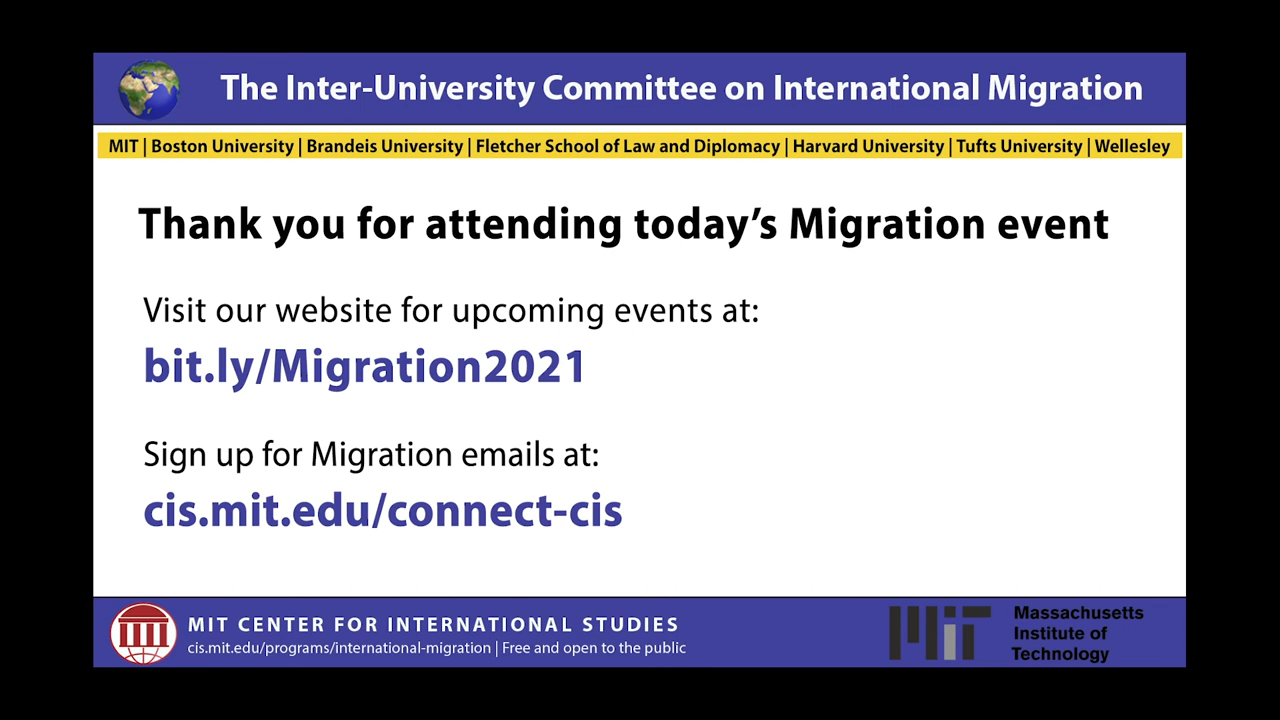 The Inter-University Committee on International Migration
MIT | Boston University | Brandeis University | Fletcher School of Law and Diplomacy | Harvard University | Tufts University | Wellesley
Thank you for attending today's Migration event
Visit our website for upcoming events at:
bit.ly/Migration2021
Sign up for Migration emails at:
cis.mit.edu/connect-cis
MIT CENTER FOR INTERNATIONAL STUDIES
cis.mit.edu/programs/international-migration | Free and open to the public
MIT
Massachusetts
Institute of
Technology